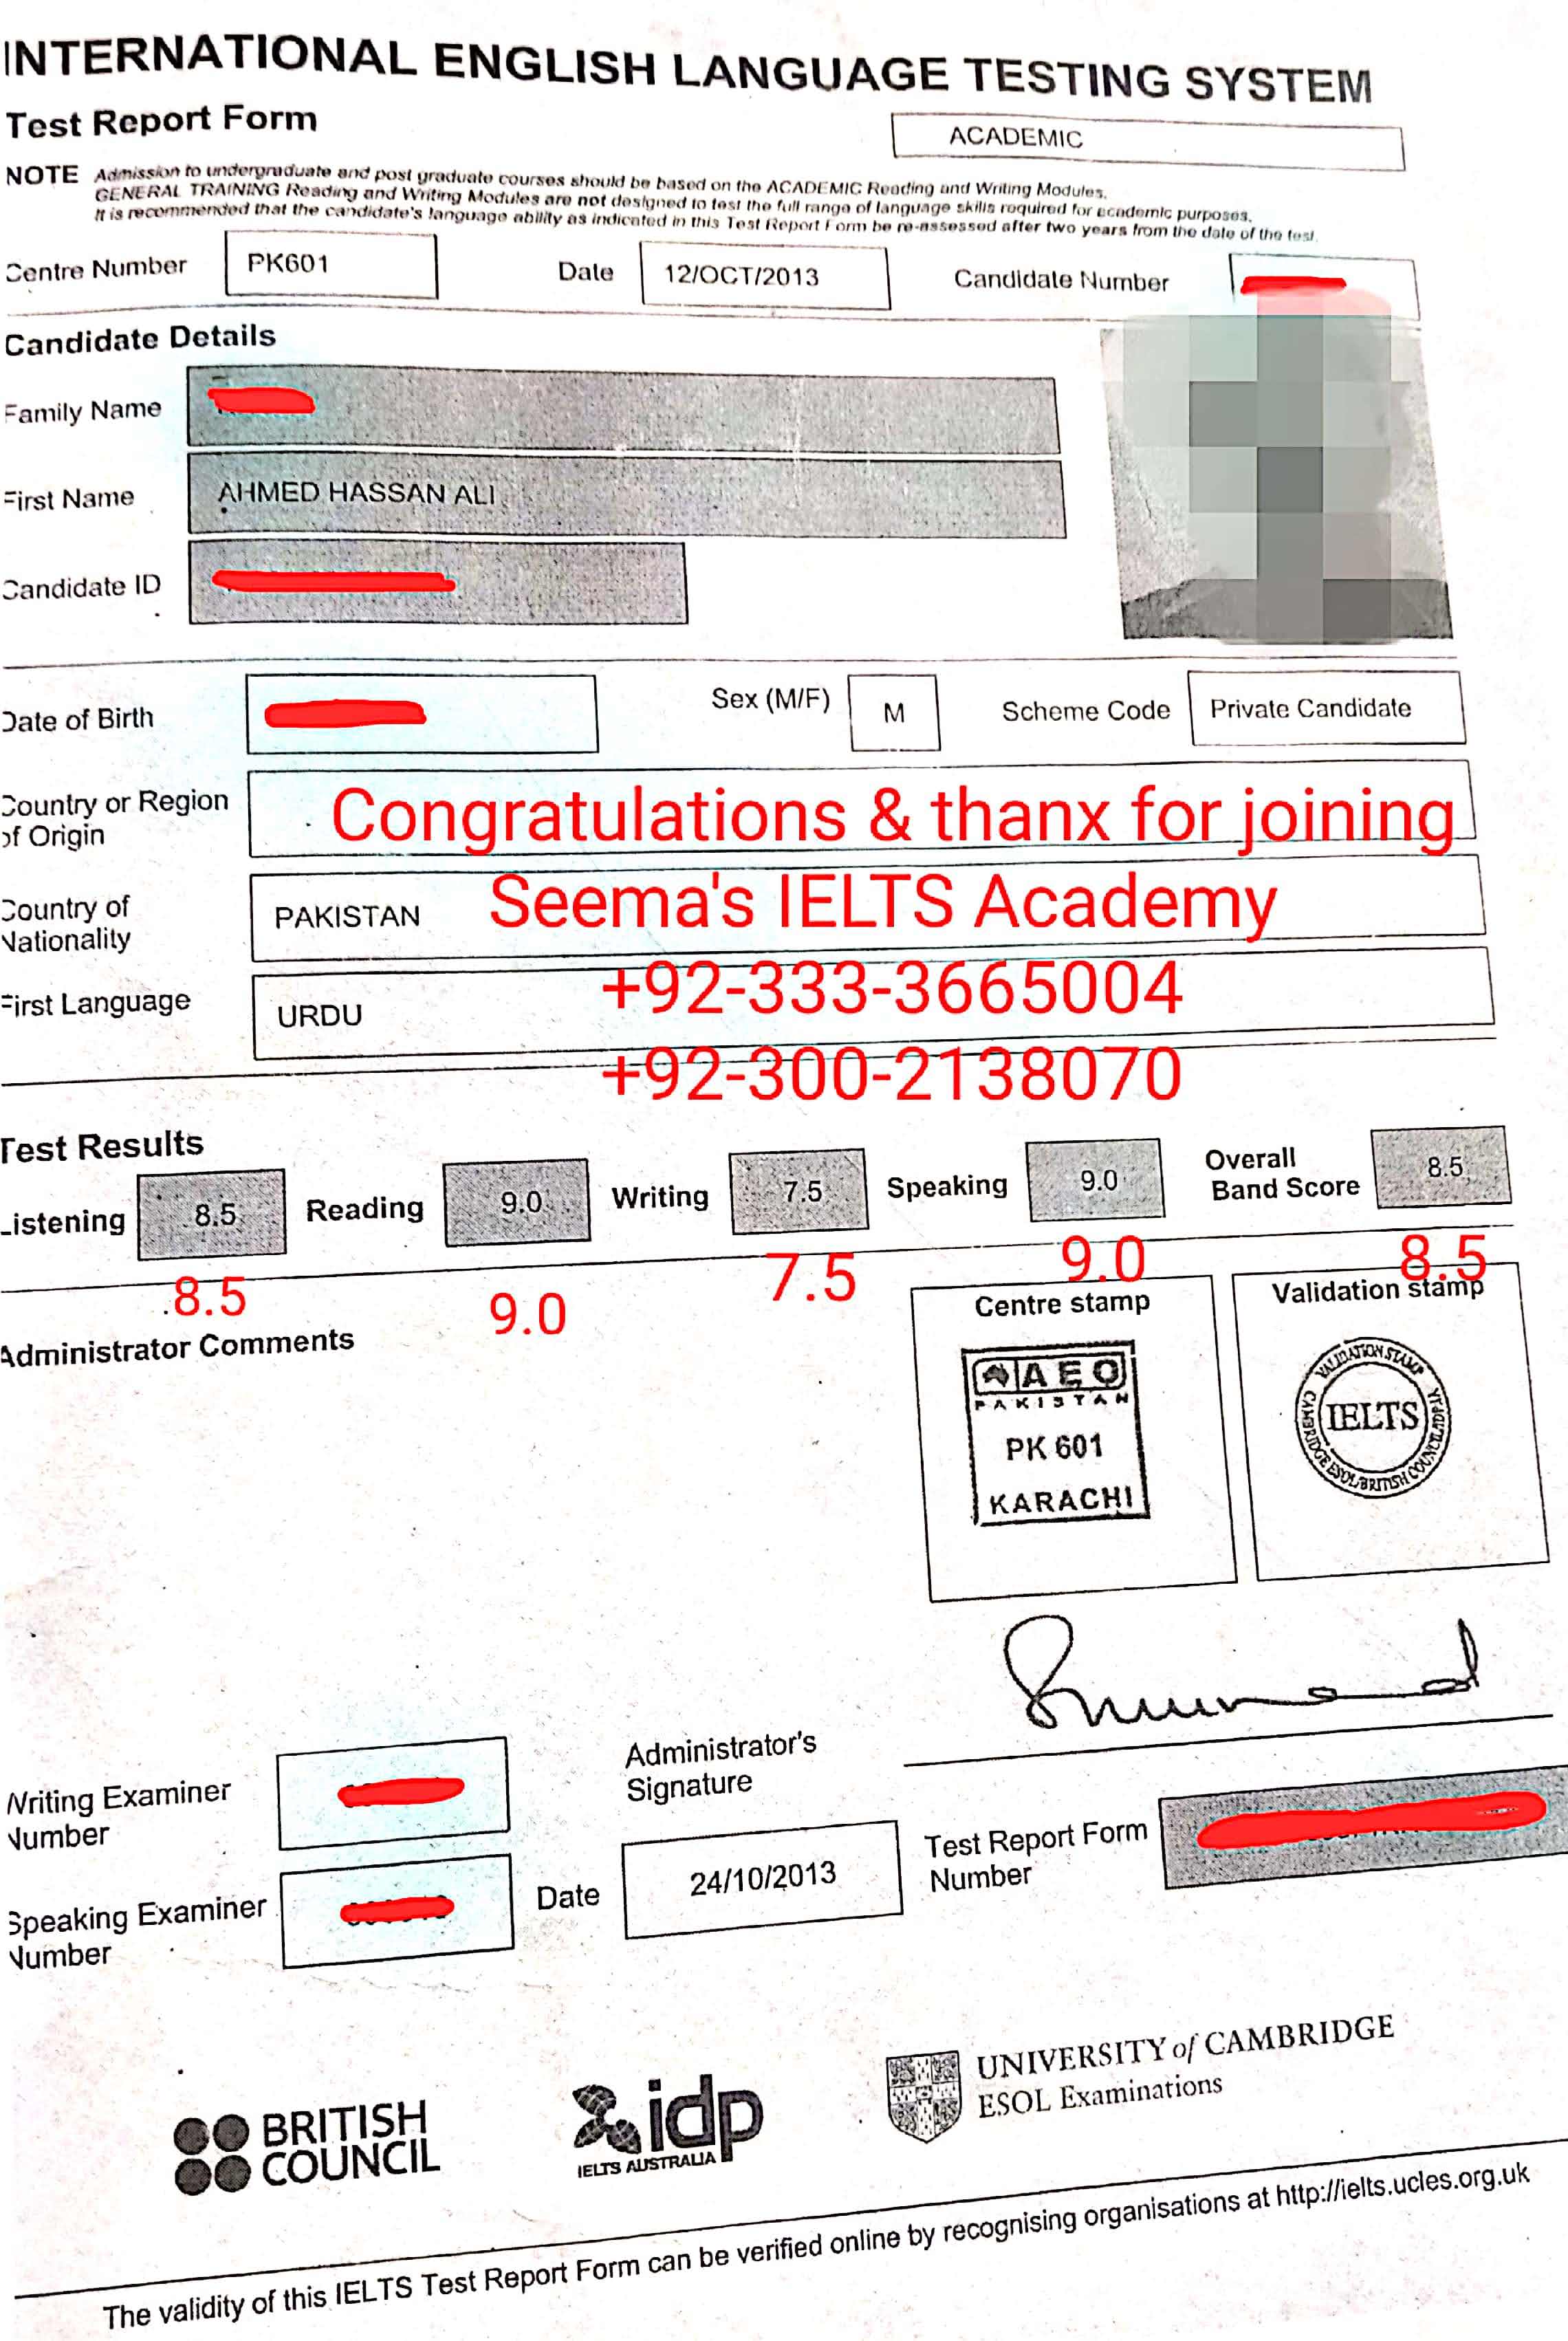 INTERNATIONAL ENGLISH LANGUAGE TESTING SYSTEM
Test Report Form
ACADEMIC
NOTE Admission to undergraduate and post graduate courses should be based on the ACADEMIC Reading and Writing Modules.
GENERAL TRAINING Reading and Writing Modules are not designed to test the full range of language skills required for academic purposes.
It is recommended that the candidate's language ability as indicated in this Test Report Form be re-assessed after two years from the date of the test.
Centre Number PK601 Date 12/OCT/2013 Candidate Number
Candidate Details
Family Name
First Name AHMED HASSAN ALI
Candidate ID
Date of Birth Sex (M/F) M Scheme Code Private Candidate
Country or Region
of Origin
Congratulations & thanx for joining
Country of
Nationality
PAKISTAN Seema's IELTS Academy
First Language URDU
+92-333-3665004
+92-300-2138070
Test Results
Listening 8.5 Reading 9.0 Writing 7.5 Speaking 9.0 Overall
Band Score 8.5
8.5 9.0 7.5 9.0 8.5
Administrator Comments
Centre stamp
Validation stamp
AEO
PAKISTAN
PK 601
KARACHI
VALIDATION STAMP
IELTS
CAMBRIDGE ESOL/BRITISH COUNCIL/
Administrator's
Signature
Writing Examiner
Number
Speaking Examiner
Number
Date 24/10/2013
Test Report Form
Number
BRITISH
COUNCIL
idp
IELTS AUSTRALIA
UNIVERSITY of CAMBRIDGE
ESOL Examinations
The validity of this IELTS Test Report Form can be verified online by recognising organisations at http://ielts.ucles.org.uk